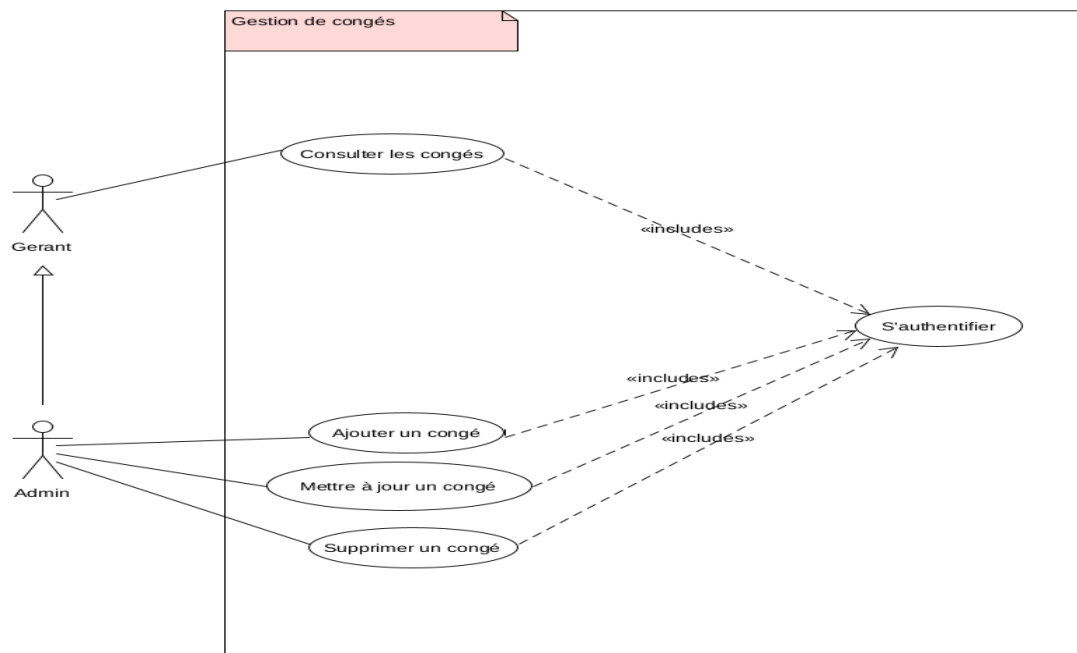 Gestion de congés
Consulter les congés
Gerant
«includes»
S'authentifier
«includes»
«includes»
Ajouter un congé
«includes»
Mettre à jour un congé
Admin
Supprimer un congé